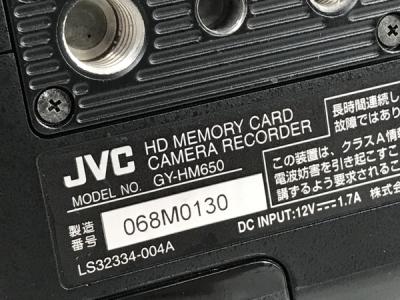 JVC HD MEMORY CARD
CAMERA RECORDER
MODEL NO. GY-HM650
製造
番号 068M0130
LS32334-004A
長時間連続し
故障ではあり
この装置は、クラスA情報
電波妨害を引き起こすこ
講ずるよう要求されるこ
DC INPUT:12V⎓1.7A 株式会